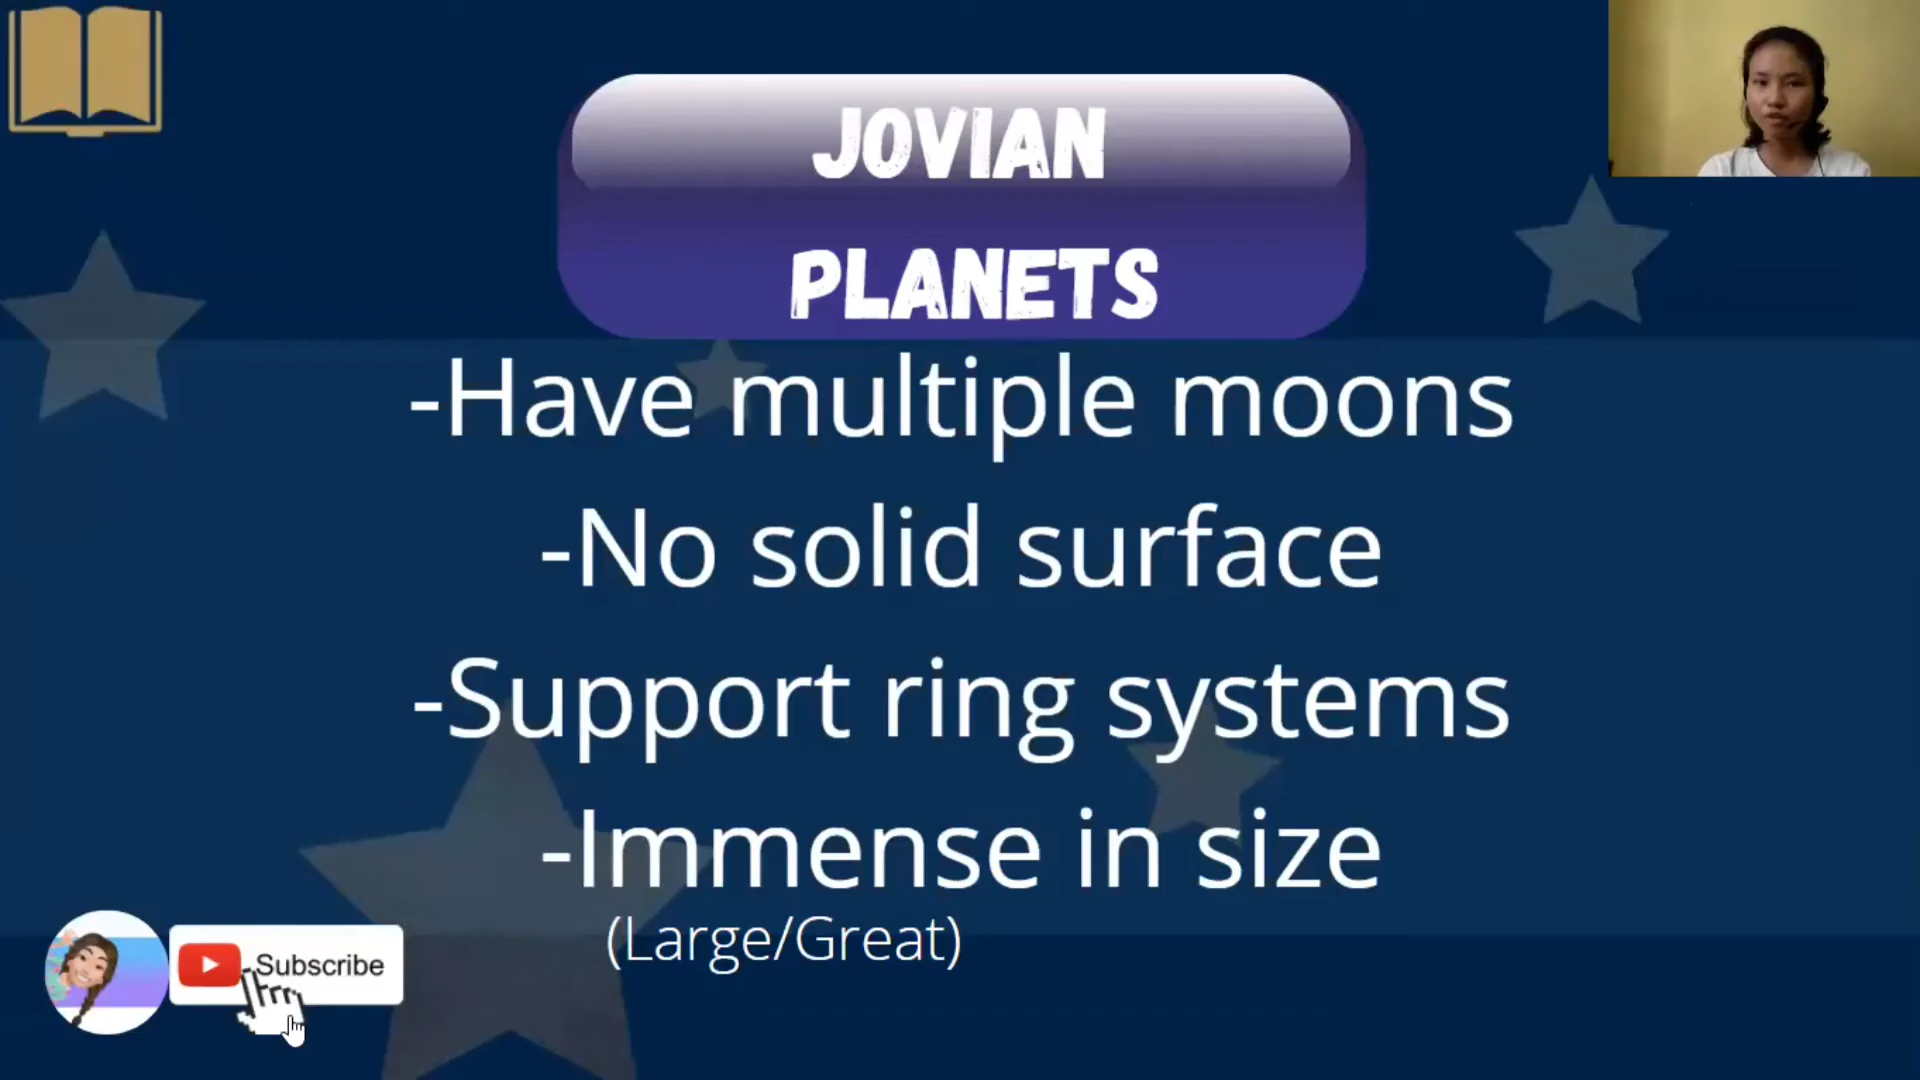 JOVIAN
PLANETS
-Have multiple moons
-No solid surface
-Support ring systems
-Immense in size
(Large/Great)
Subscribe